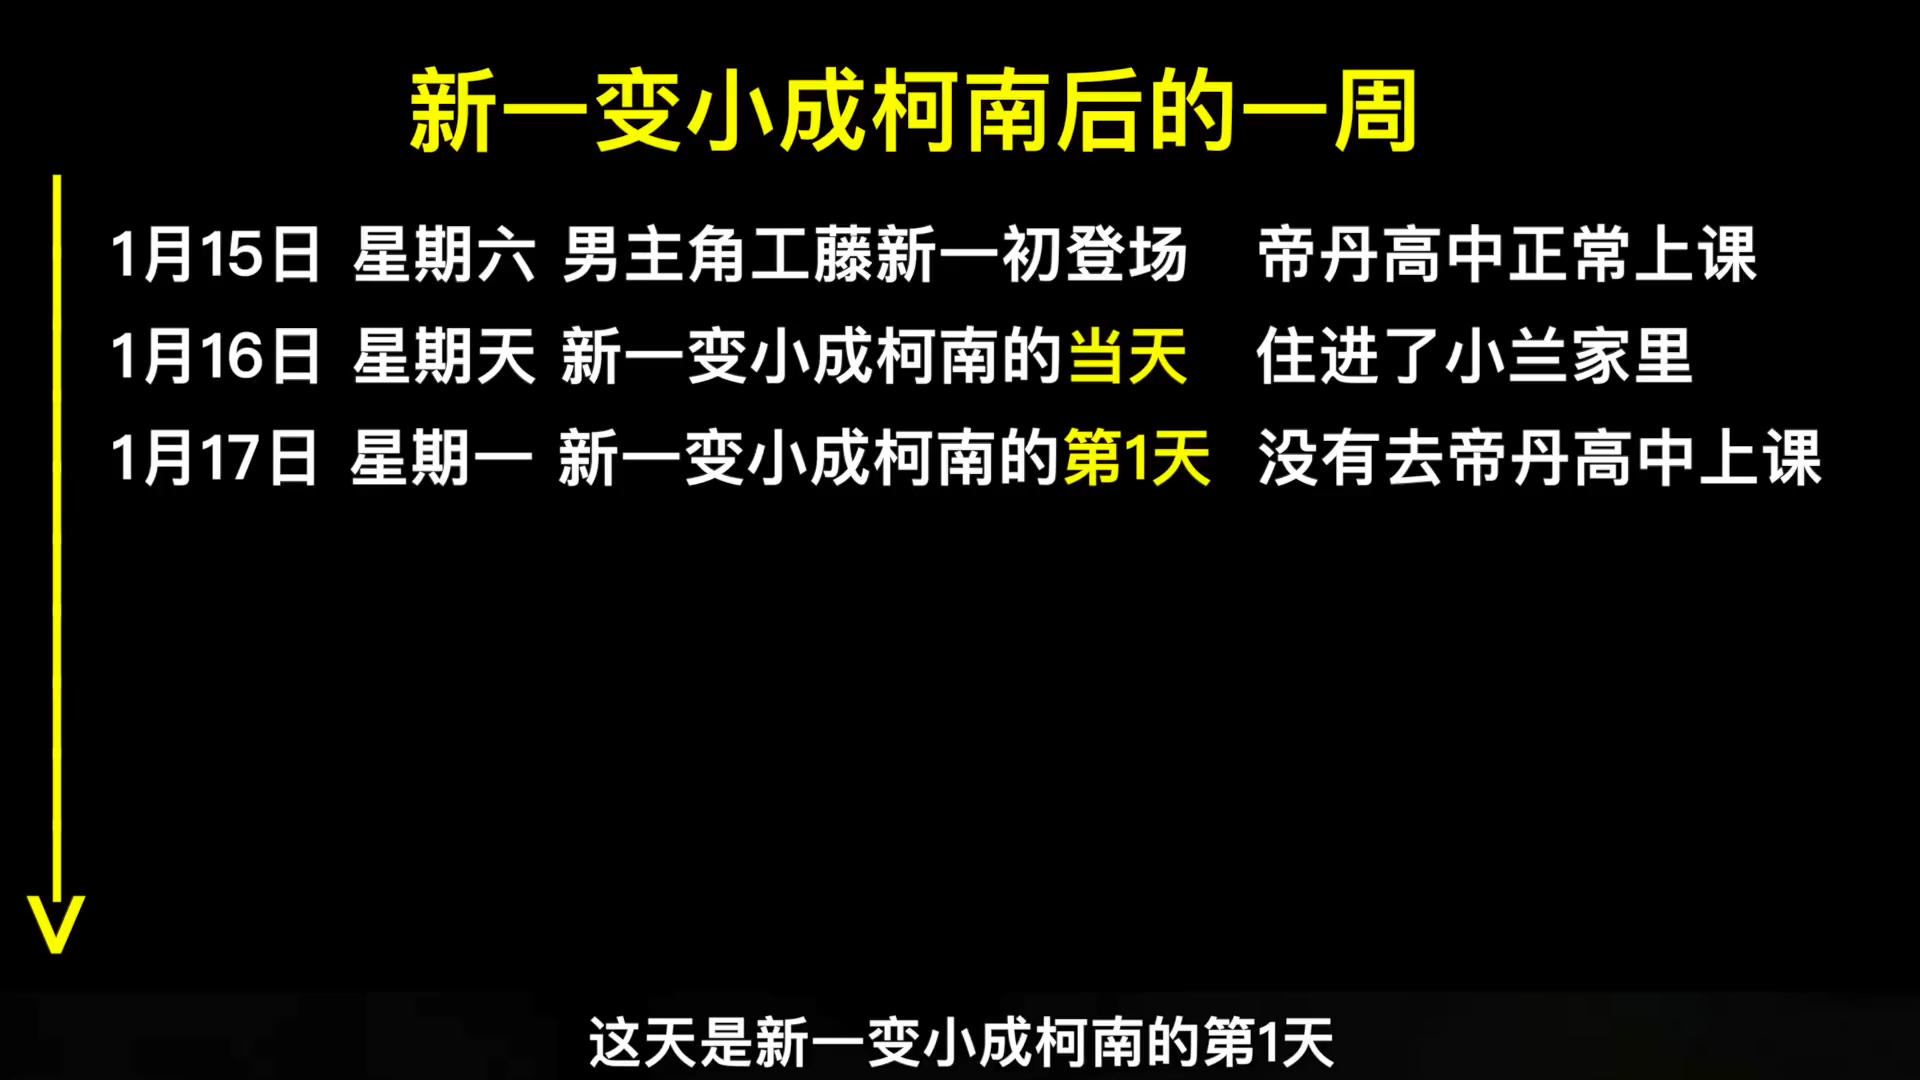 新一变小成柯南后的一周
1月15日 星期六 男主角工藤新一初登场 帝丹高中正常上课
1月16日 星期天 新一变小成柯南的当天 住进了小兰家里
1月17日 星期一 新一变小成柯南的第1天 没有去帝丹高中上课
这天是新一变小成柯南的第1天